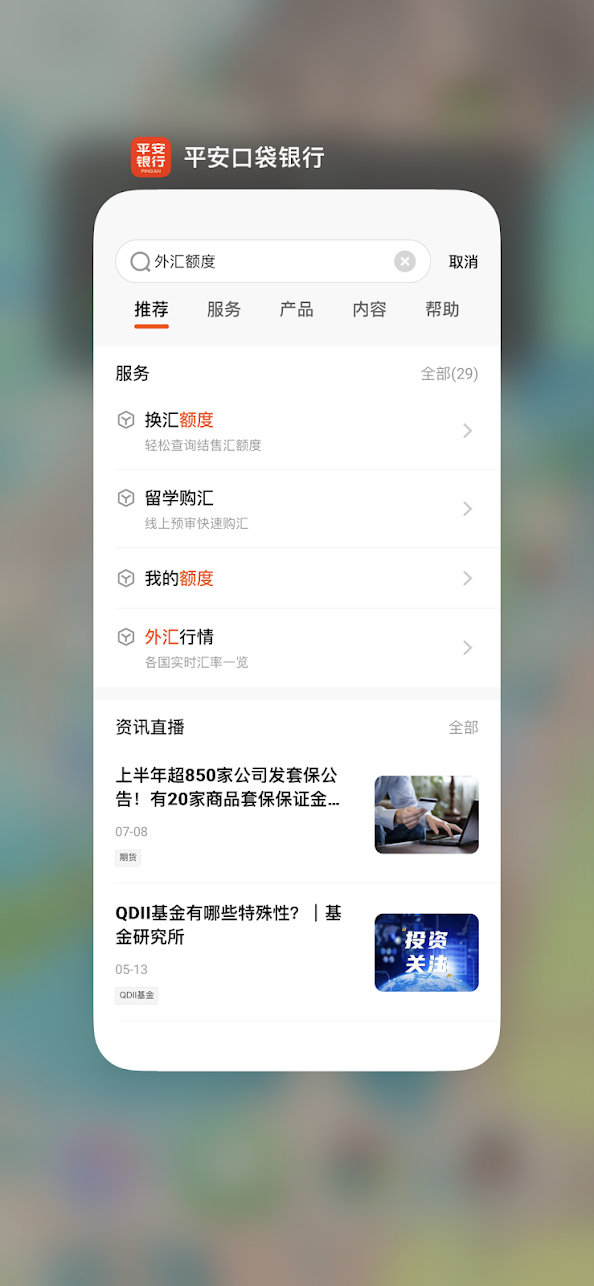 平安
银行
PINGAN
平安口袋银行
外汇额度
取消
推荐 服务 产品 内容 帮助
服务 全部(29)
换汇额度
轻松查询结售汇额度
留学购汇
线上预审快速购汇
我的额度
外汇行情
各国实时汇率一览
资讯直播 全部
上半年超850家公司发套保公
告！有20家商品套保保证金...
07-08
期货
QDII基金有哪些特殊性？｜基
金研究所
05-13
QDII基金
投资
关注